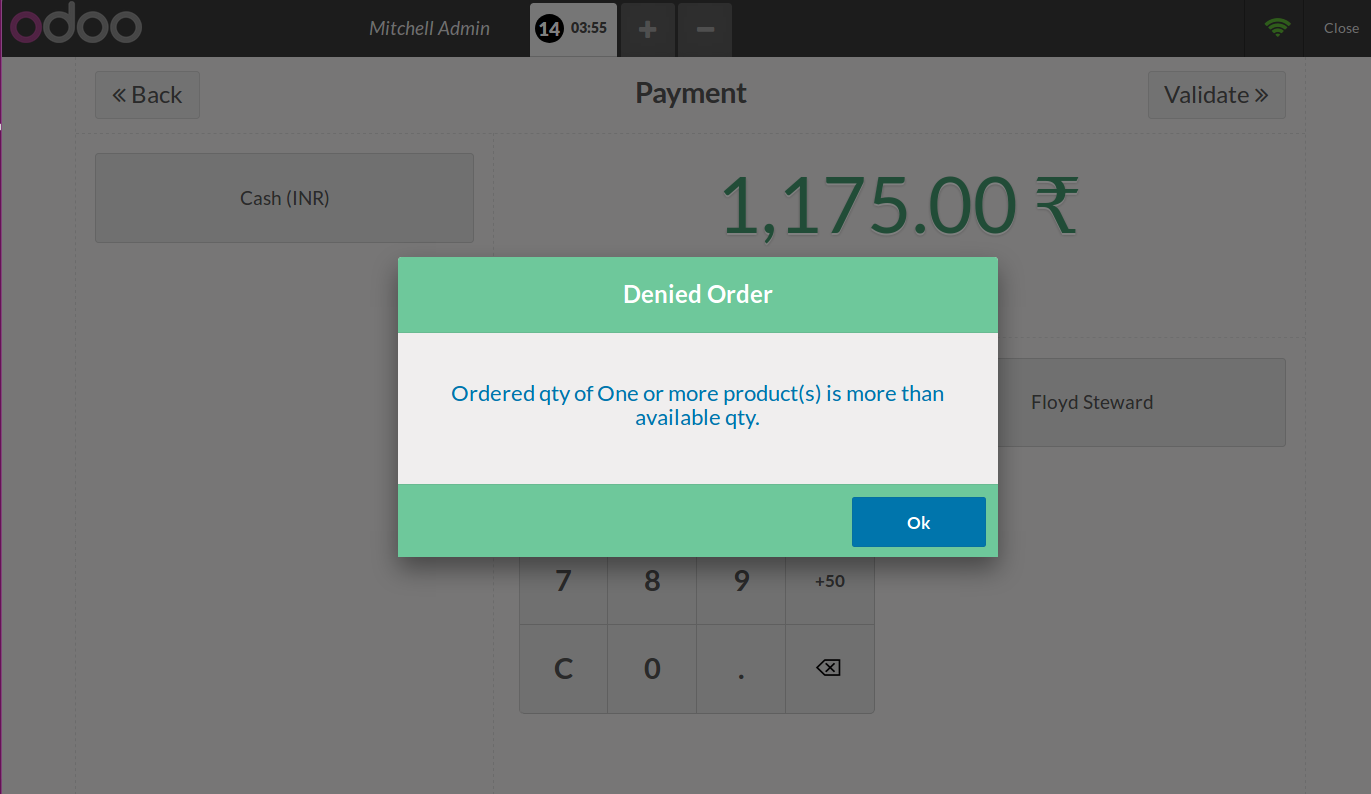 odoo
Mitchell Admin
14 03:55
Close
Back
Payment
Validate
Cash (INR)
1,175.00 ₹
Denied Order
Ordered qty of One or more product(s) is more than
available qty.
Floyd Steward
Ok
7 8 9 +50
C 0 .